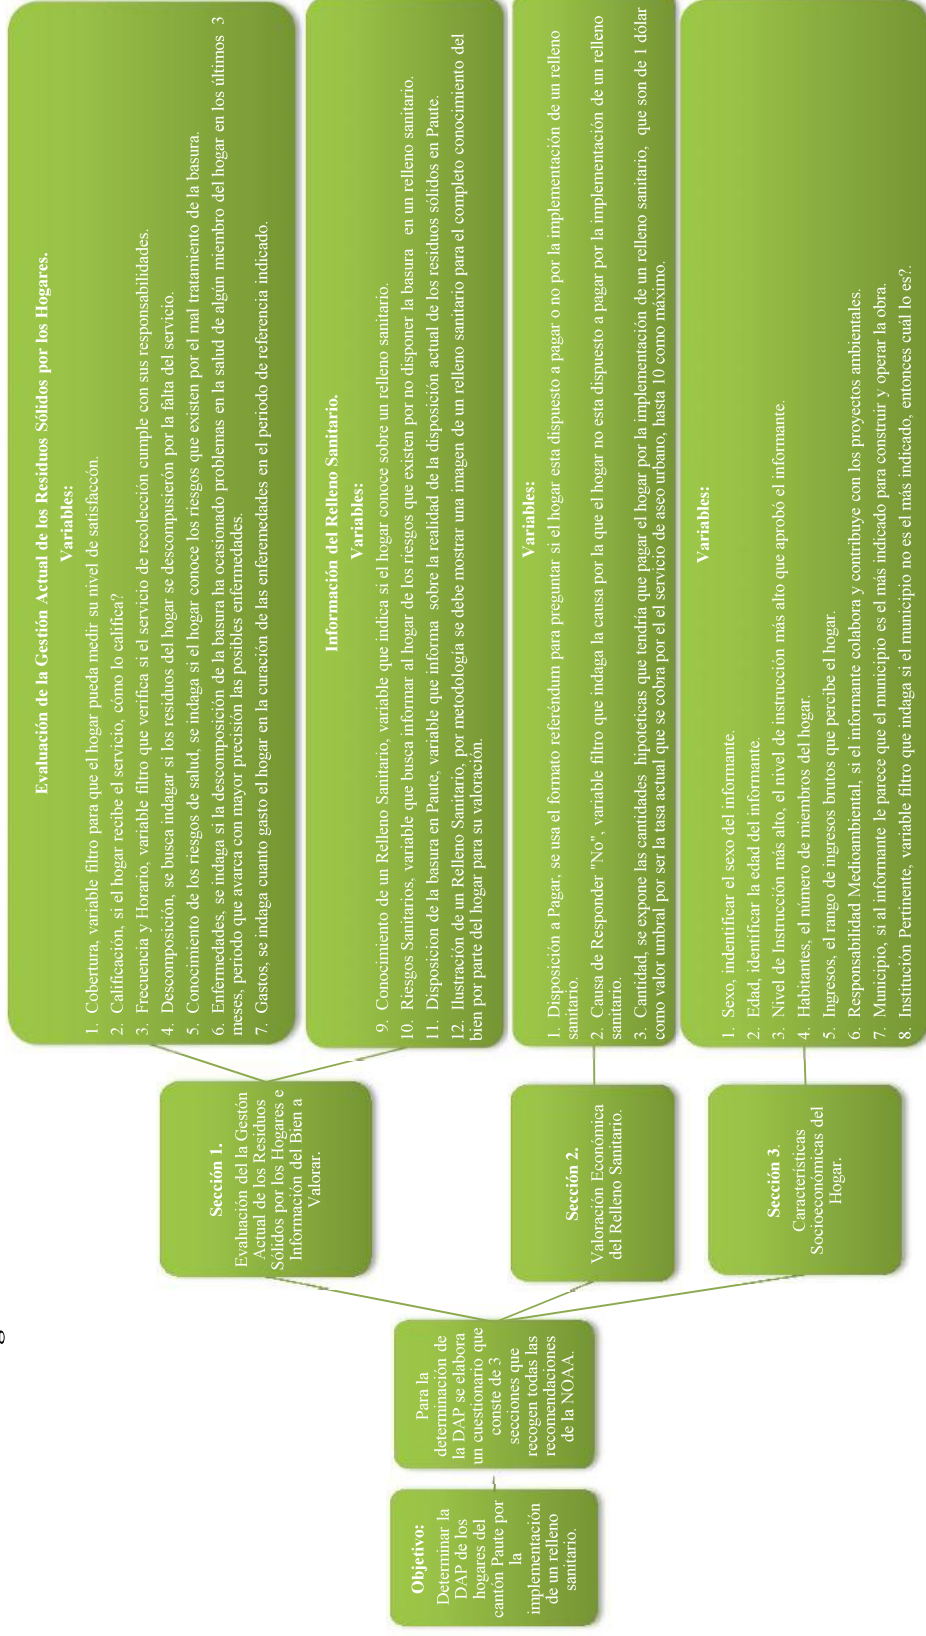 Objetivo:
Determinar la
DAP de los
hogares del
cantón Paute por
la
implementación
de un relleno
sanitario.
Para la
determinación de
la DAP se elabora
un cuestionario que
conste de 3
secciones que
recogen todas las
recomendaciones
de la NOAA.
Sección 1.
Evaluación del la Gestón
Actual de los Residuos
Sólidos por los Hogares e
Información del Bien a
Valorar.
Evaluación de la Gestión Actual de los Residuos Sólidos por los Hogares.
Variables:
1. Cobertura, variable filtro para que el hogar pueda medir su nivel de satisfaccón.
2. Calificación, si el hogar recibe el servicio, cómo lo califica?
3. Frecuencia y Horario, variable filtro que verifica si el servicio de recolección cumple con sus responsabilidades.
4. Descomposición, se busca indagar si los residuos del hogar se descompusierón por la falta del servicio.
5. Conocimiento de los riesgos de salud, se indaga si el hogar conoce los riesgos que existen por el mal tratamiento de la basura.
6. Enfermedades, se indaga si la descomposición de la basura ha ocasionado problemas en la salud de algún miembro del hogar en los últimos 3
meses, periodo que avarca con mayor precisión las posibles enfermedades.
7. Gastos, se indaga cuanto gasto el hogar en la curación de las enferemedades en el periodo de referencia indicado.
Información del Relleno Sanitario.
Variables:
9. Conocimento de un Relleno Sanitario, variable que indica si el hogar conoce sobre un relleno sanitario.
10. Riesgos Sanitarios, variable que busca informar al hogar de los riesgos que existen por no disponer la basura en un relleno sanitario.
11. Disposicion de la basura en Paute, variable que informa sobre la realidad de la disposición actual de los residuos sólidos en Paute.
12. Ilustración de un Relleno Sanitario, por metodología se debe mostrar una imagen de un relleno sanitario para el completo conocimiento del
bien por parte del hogar para su valoración.
Sección 2.
Valoración Económica
del Relleno Sanitario.
Variables:
1. Disposición a Pagar, se usa el formato referéndum para preguntar si el hogar esta dispuesto a pagar o no por la implementación de un relleno
sanitario.
2. Causa de Responder "No", variable filtro que indaga la causa por la que el hogar no esta dispuesto a pagar por la implementación de un relleno
sanitario.
3. Cantidad, se expone las cantidades hipoteticas que tendría que pagar el hogar por la implementación de un relleno sanitario, que son de 1 dólar
como valor umbral por ser la tasa actual que se cobra por el servicio de aseo urbano, hasta 10 como máximo.
Sección 3.
Características
Socioeconómicas del
Hogar.
Variables:
1. Sexo, indentificar el sexo del informante.
2. Edad, identificar la edad del informante.
3. Nivel de Instrucción más alto, el nivel de instrucción más alto que aprobó el informante.
4. Habitantes, el número de miembros del hogar.
5. Ingresos, el rango de ingresos brutos que percibe el hogar.
6. Responsabilidad Medioambiental, si el informante colabora y contribuye con los proyectos ambientales.
7. Municipio, si al informante le parece que el municipio es el más indicado para construir y operar la obra.
8. Institución Pertinente, variable filtro que indaga si el municipio no es el más indicado, entonces cuál lo es?.